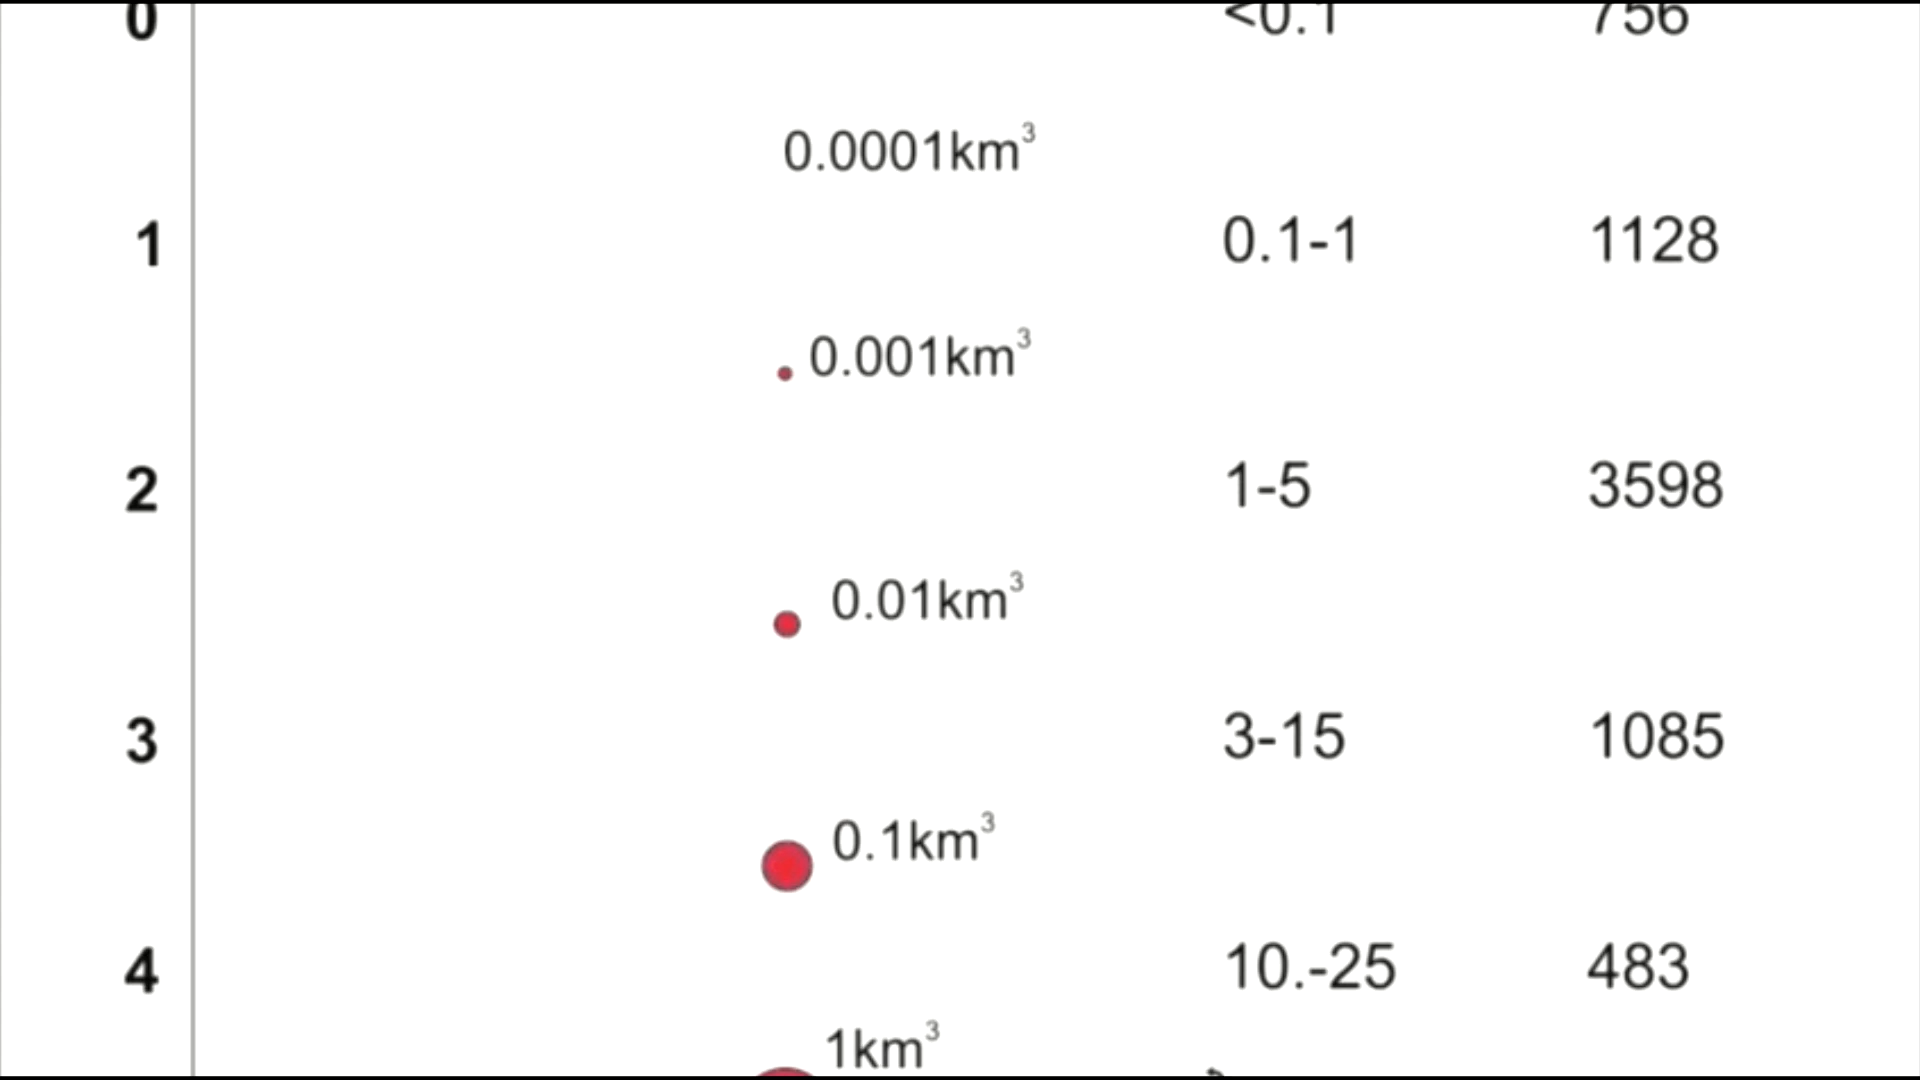 0 <0.1 756
0.0001km³
1 0.1-1 1128
0.001km³
2 1-5 3598
0.01km³
3 3-15 1085
0.1km³
4 10.-25 483
1km³